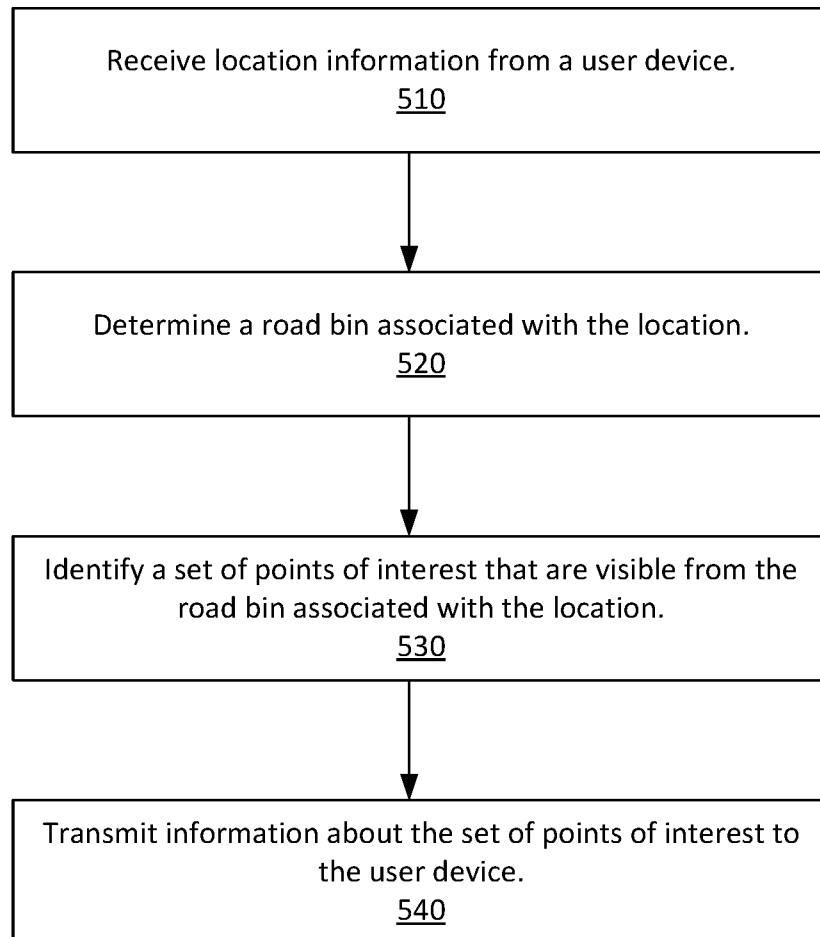 Receive location information from a user device.
510
Determine a road bin associated with the location.
520
Identify a set of points of interest that are visible from the
road bin associated with the location.
530
Transmit information about the set of points of interest to
the user device.
540